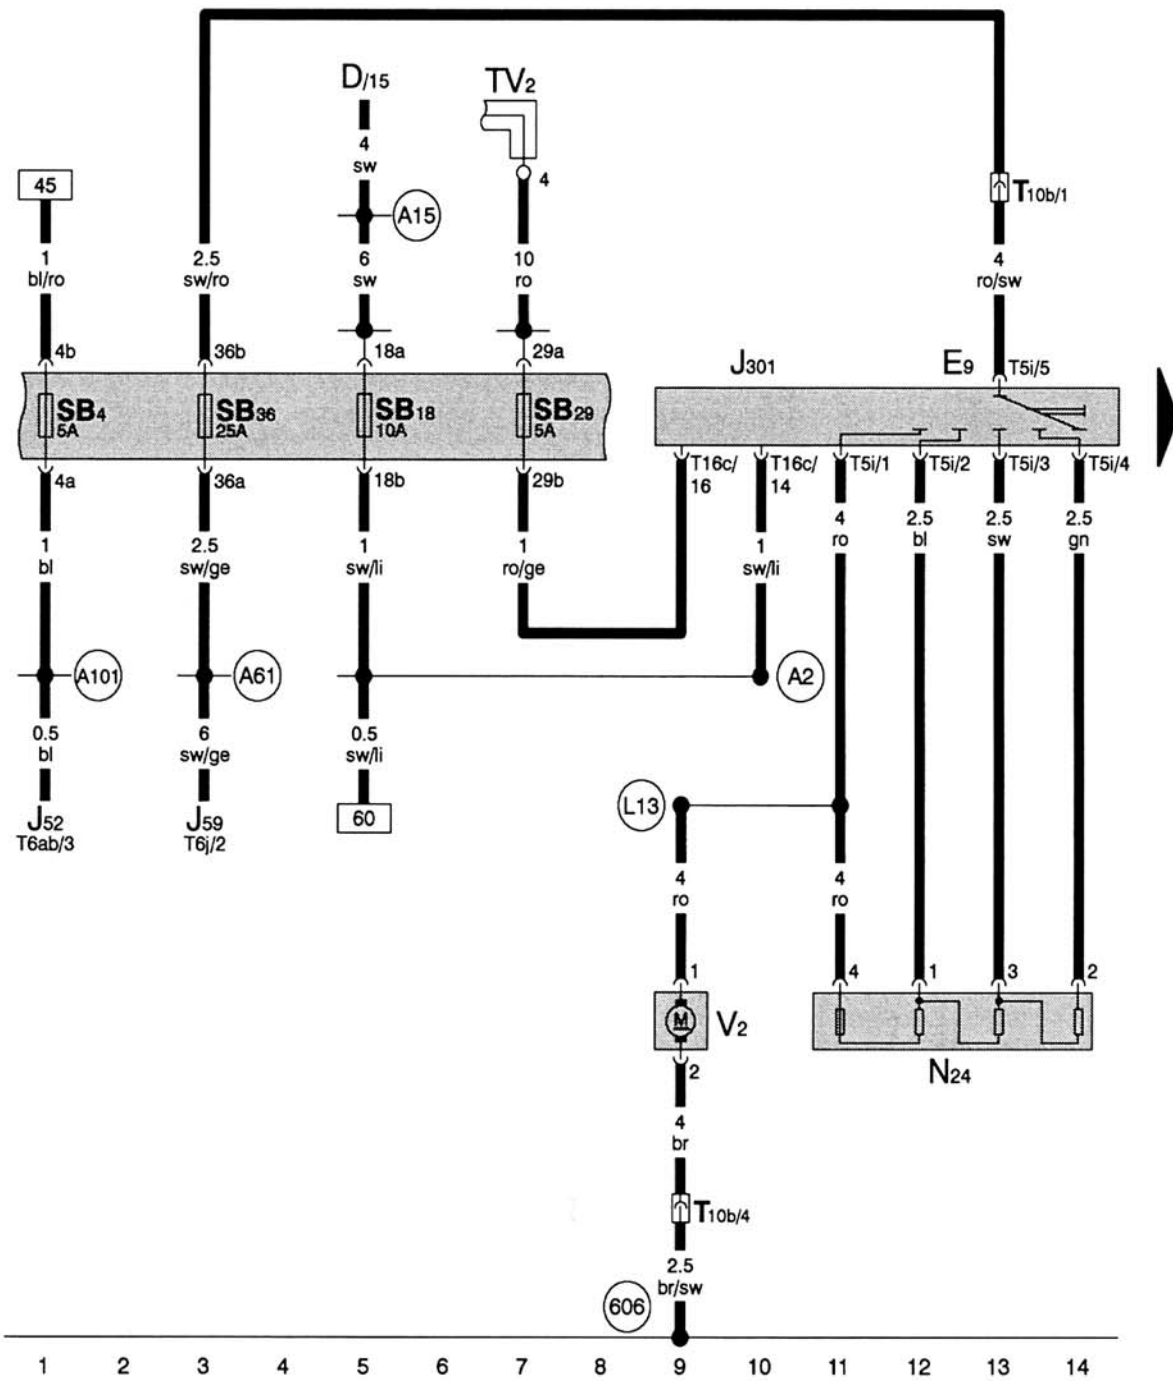 D/15
TV2
4
sw
4
45
A15
T10b/1
1
bl/ro
2.5
sw/ro
6
sw
10
ro
4
ro/sw
4b
36b
18a
29a
J301
E9
T5i/5
SB4
5A
SB36
25A
SB18
10A
SB29
5A
4a
36a
18b
29b
T16c/
16
T16c/
14
T5i/1
T5i/2
T5i/3
T5i/4
1
bl
2.5
sw/ge
1
sw/li
1
ro/ge
1
sw/li
4
ro
2.5
bl
2.5
sw
2.5
gn
A101
A61
A2
0.5
bl
6
sw/ge
0.5
sw/li
J52
T6ab/3
J59
T6j/2
60
L13
4
ro
4
ro
1
4
1
3
2
M
V2
N24
2
4
br
T10b/4
2.5
br/sw
606
1 2 3 4 5 6 7 8 9 10 11 12 13 14